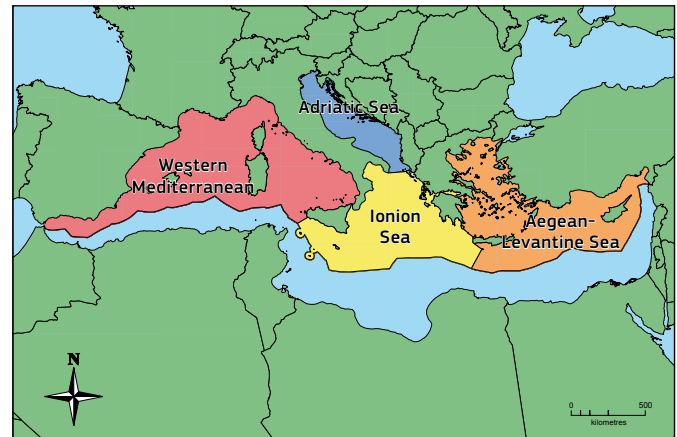 Adriatic Sea
Western
Mediterranean
Ionion
Sea
Aegean-
Levantine Sea
N
0 500
kilometres